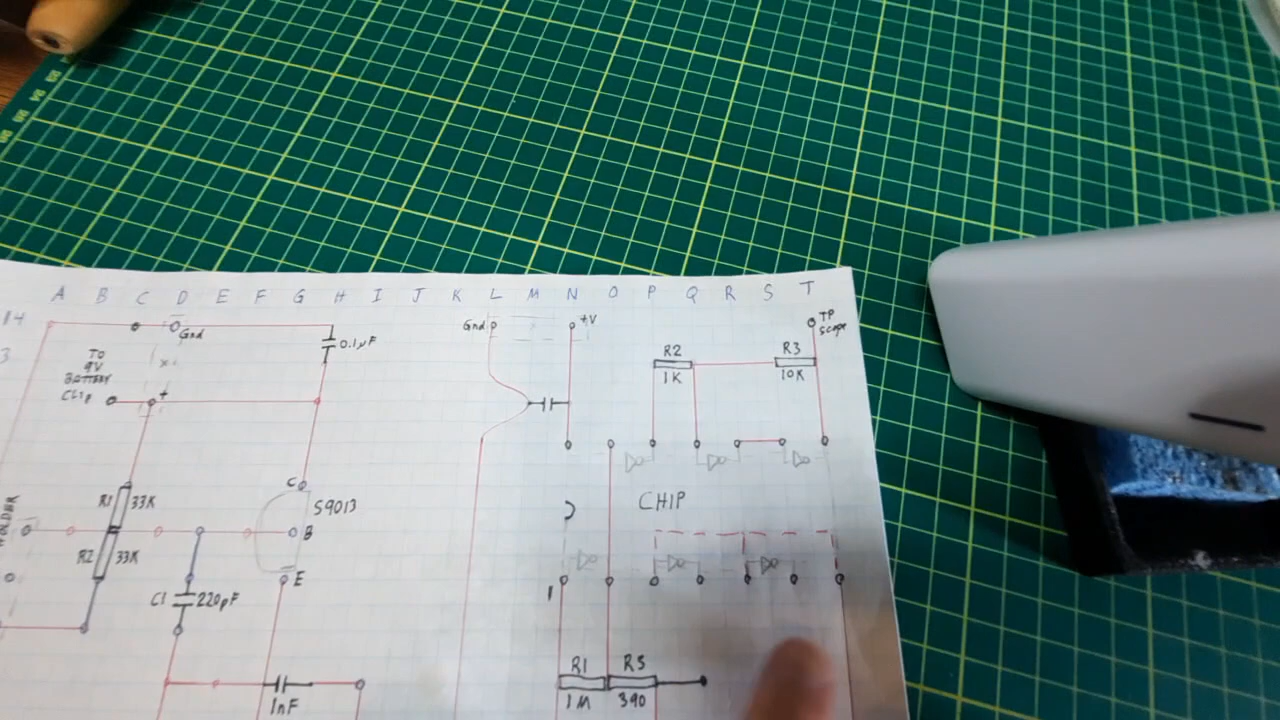 A B C D E F G H I J K L M N O P Q R S T
Gnd
0.1µF
TO
9V
BATTERY
CLIP
+
R1
33K
R2
33K
C1
220pF
C
S9013
B
E
1nF
Gnd
+V
R2
1K
R3
10K
TP
SCOPE
CHIP
1
R1
1M
R5
390